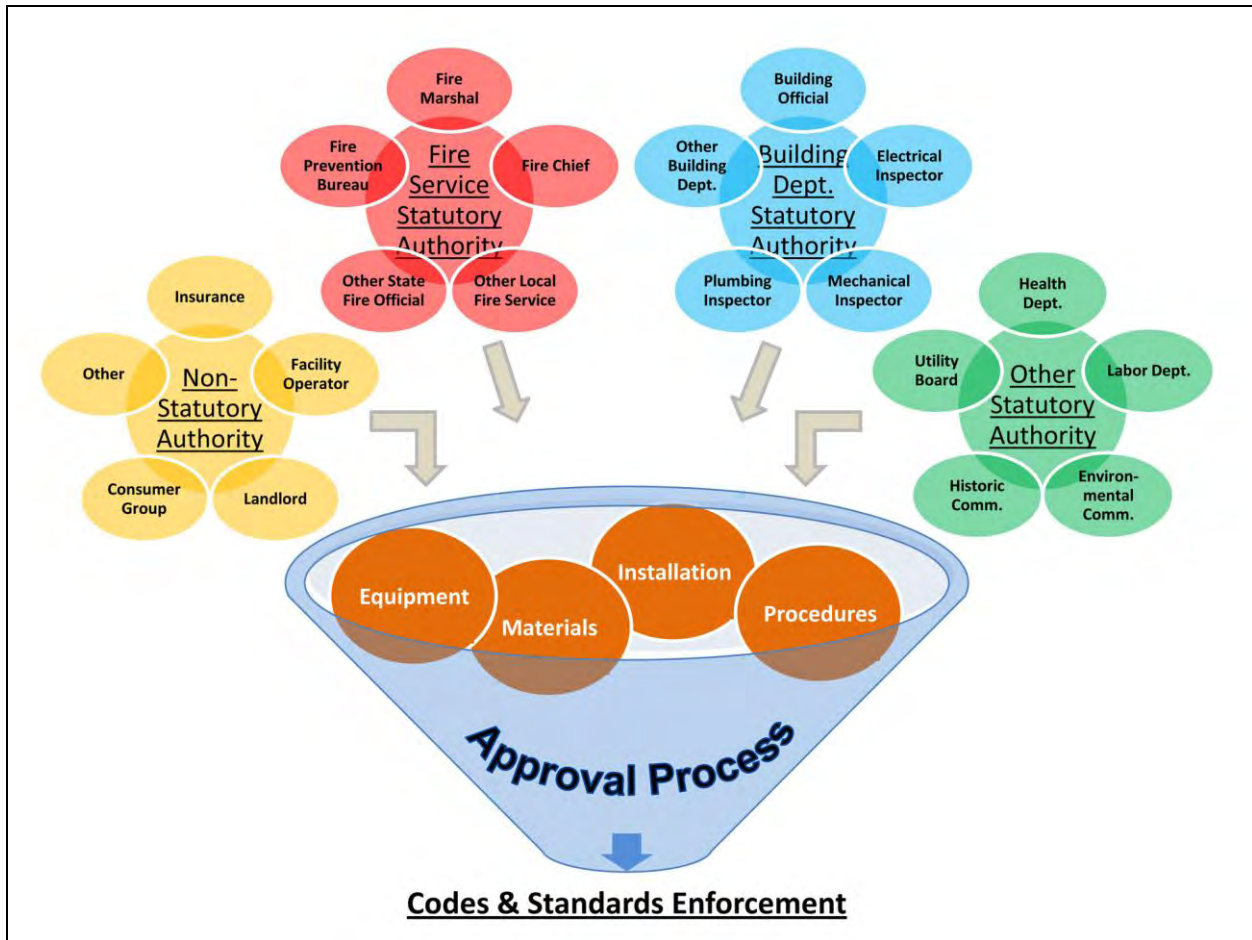 Fire
Marshal
Fire
Prevention
Bureau
Fire
Service
Statutory
Authority
Fire Chief
Other State
Fire Official
Other Local
Fire Service
Building
Official
Other
Building
Dept.
Building
Dept.
Statutory
Authority
Electrical
Inspector
Plumbing
Inspector
Mechanical
Inspector
Insurance
Other
Non-
Statutory
Authority
Facility
Operator
Consumer
Group
Landlord
Health
Dept.
Utility
Board
Other
Statutory
Authority
Labor Dept.
Historic
Comm.
Environ-
mental
Comm.
Equipment
Materials
Installation
Procedures
Approval Process
Codes & Standards Enforcement